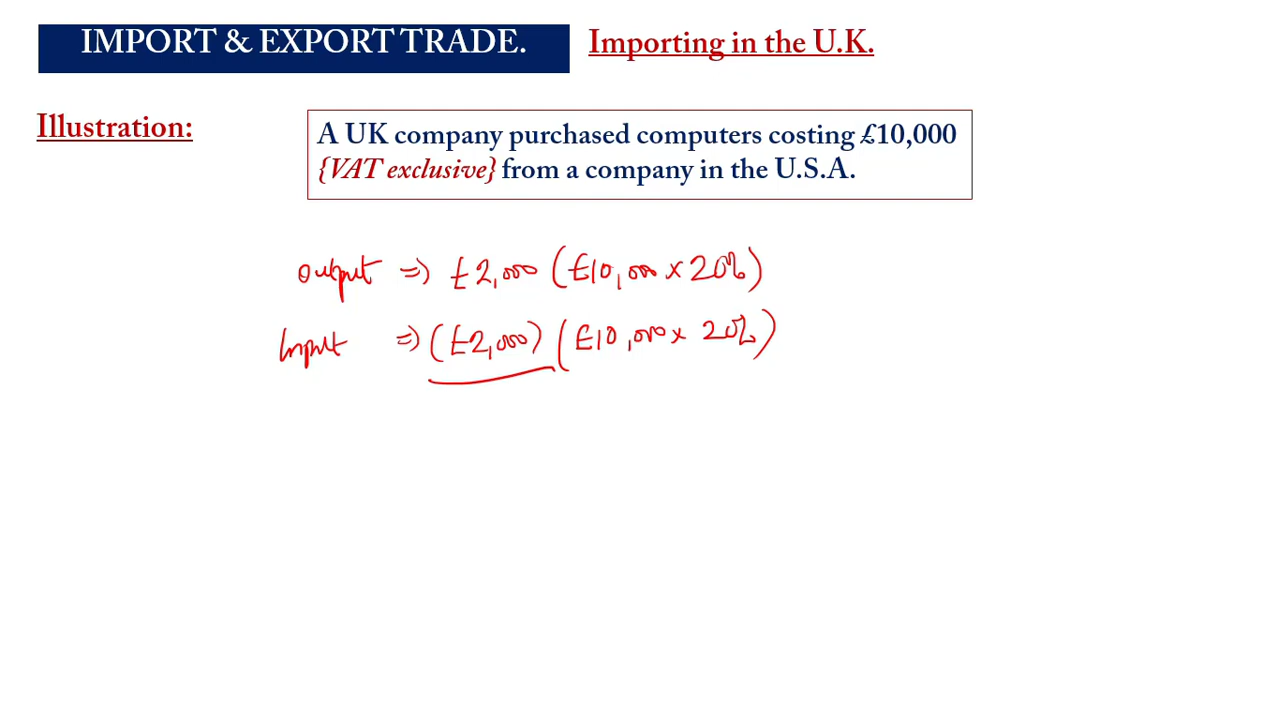 IMPORT & EXPORT TRADE.
Importing in the U.K.
Illustration:
A UK company purchased computers costing £10,000
{VAT exclusive} from a company in the U.S.A.
output => £2,000 (£10,000 x 20%)
Input => (£2,000) (£10,000 x 20%)